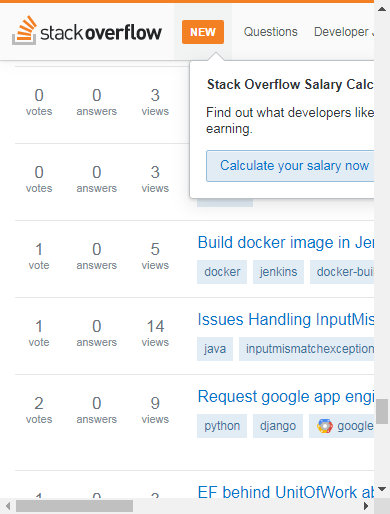 stackoverflow NEW Questions Developer
Stack Overflow Salary Calc
Find out what developers like
earning.
Calculate your salary now
0 0 3
votes answers views
0 0 3
votes answers views
1 0 5 Build docker image in Jen
vote answers views docker jenkins docker-bui
1 0 14 Issues Handling InputMis
vote answers views java inputmismatchexception
2 0 9 Request google app engi
votes answers views python django google
EF behind UnitOfWork ab